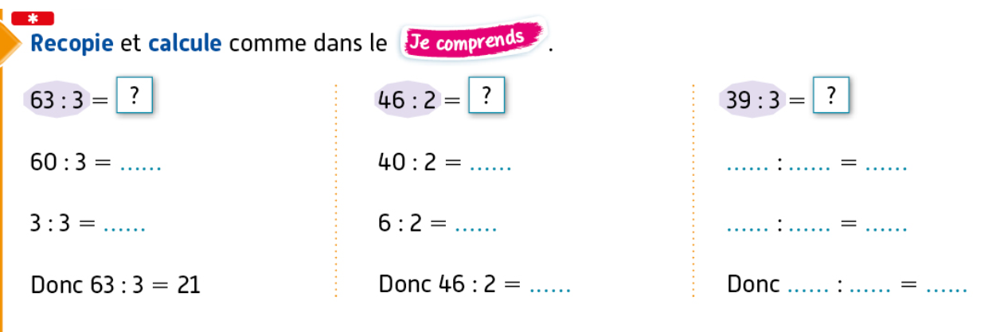 *
Recopie et calcule comme dans le Je comprends .
63 : 3 = ?
60 : 3 = ......
3 : 3 = ......
Donc 63 : 3 = 21
46 : 2 = ?
40 : 2 = ......
6 : 2 = ......
Donc 46 : 2 = ......
39 : 3 = ?
...... : ...... = ......
...... : ...... = ......
Donc ...... : ...... = ......